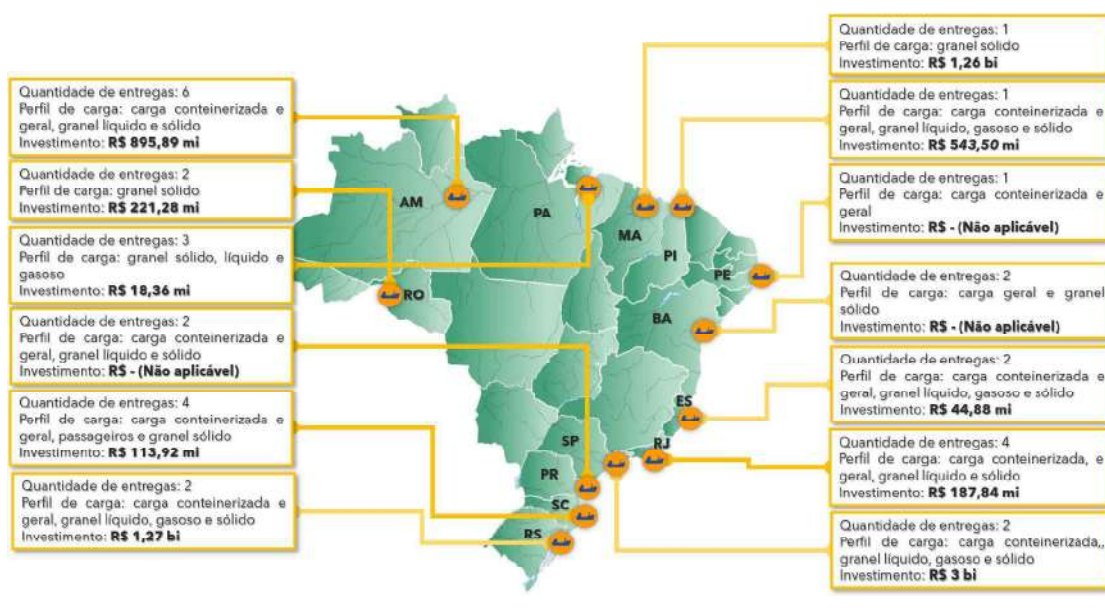 Quantidade de entregas: 6
Perfil de carga: carga conteinerizada e
geral, granel líquido e sólido
Investimento: R$ 895,89 mi
Quantidade de entregas: 2
Perfil de carga: granel sólido
Investimento: R$ 221,28 mi
Quantidade de entregas: 3
Perfil de carga: granel sólido, líquido e
gasoso
Investimento: R$ 18,36 mi
Quantidade de entregas: 2
Perfil de carga: carga conteinerizada e
geral, granel líquido e sólido
Investimento: R$ - (Não aplicável)
Quantidade de entregas: 4
Perfil de carga: carga conteinerizada e
geral, passageiros e granel sólido
Investimento: R$ 113,92 mi
Quantidade de entregas: 2
Perfil de carga: carga conteinerizada e
geral, granel líquido, gasoso e sólido
Investimento: R$ 1,27 bi
AM
PA
MA
PI
PE
RO
BA
ES
SP
RJ
PR
SC
RS
Quantidade de entregas: 1
Perfil de carga: granel sólido
Investimento: R$ 1,26 bi
Quantidade de entregas: 1
Perfil de carga: carga conteinerizada e
geral, granel líquido, gasoso e sólido
Investimento: R$ 543,50 mi
Quantidade de entregas: 1
Perfil de carga: carga conteinerizada e
geral
Investimento: R$ - (Não aplicável)
Quantidade de entregas: 2
Perfil de carga: carga geral e granel
sólido
Investimento: R$ - (Não aplicável)
Quantidade de entregas: 2
Perfil de carga: carga conteinerizada e
geral, granel líquido, gasoso e sólido
Investimento: R$ 44,88 mi
Quantidade de entregas: 4
Perfil de carga: carga conteinerizada, e
geral, granel líquido e sólido
Investimento: R$ 187,84 mi
Quantidade de entregas: 2
Perfil de carga: carga conteinerizada,,
granel líquido, gasoso e sólido
Investimento: R$ 3 bi